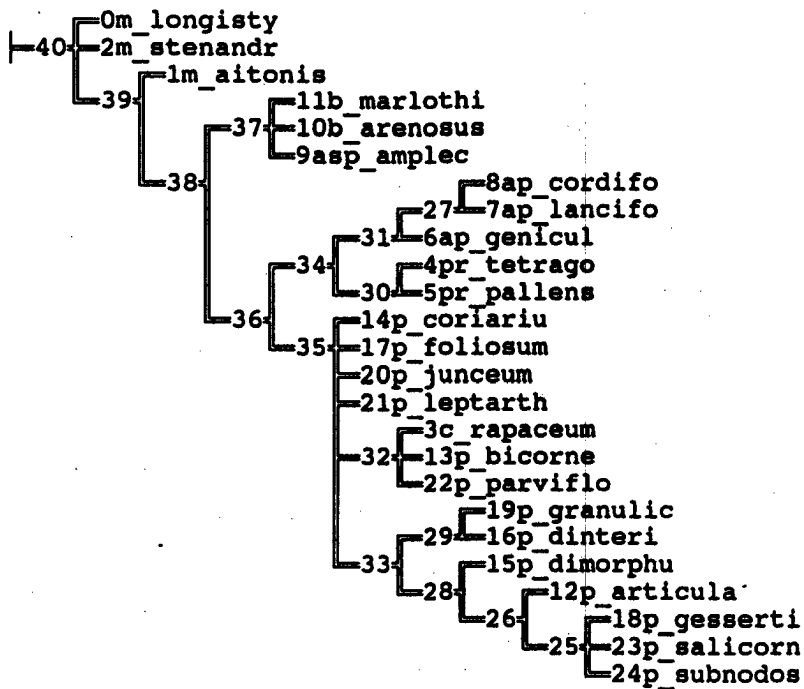 0m_longisty
40 2m_stenandr
1m_aitonis
39
11b_marlothi
37 10b_arenosus
9asp_amplec
38 8ap_cordifo
27 7ap_lancifo
31 6ap_genicul
34 4pr_tetrago
30 5pr_pallens
36 14p_coriariu
35 17p_foliosum
20p_junceum
21p_leptarth
3c_rapaceum
32 13p_bicorne
22p_parviflo
19p_granulic
29 16p_dinteri
33 15p_dimorphu
28 12p_articula
26 18p_gesserti
25 23p_salicorn
24p_subnodos